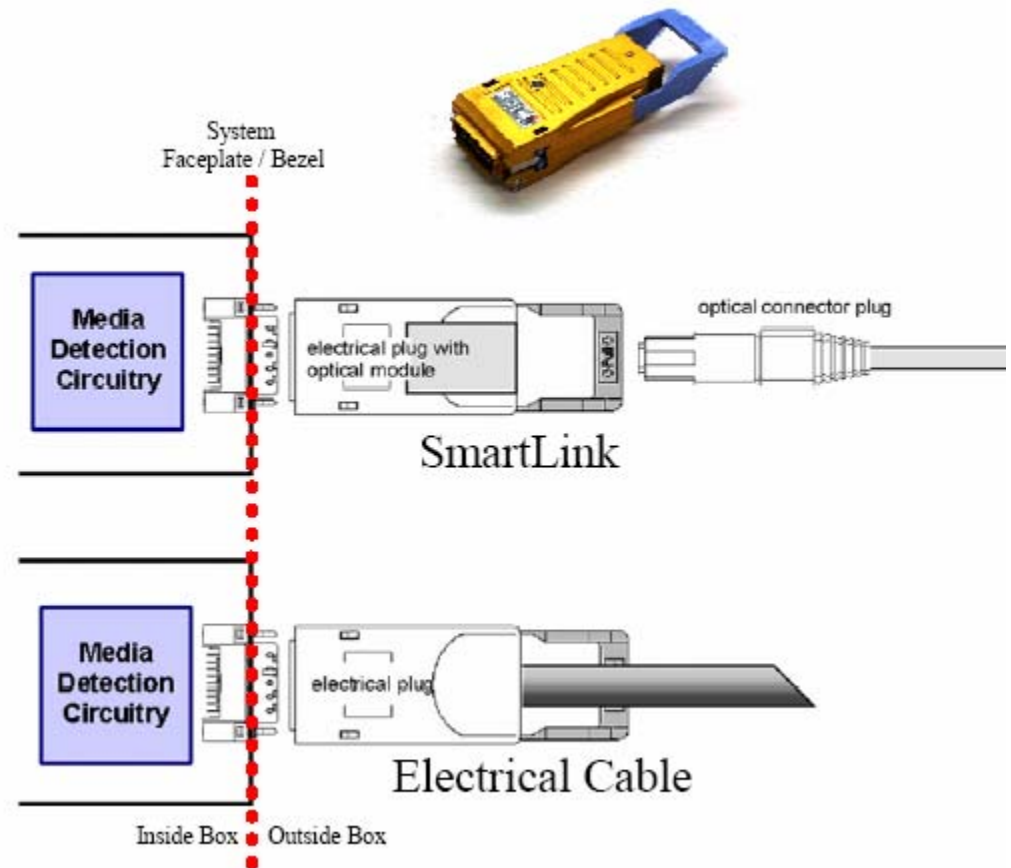 System
Faceplate / Bezel
Media
Detection
Circuitry
electrical plug with
optical module
optical connector plug
SmartLink
Media
Detection
Circuitry
electrical plug
Electrical Cable
Inside Box
Outside Box